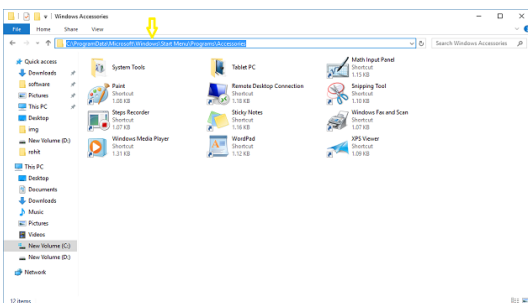 Windows Accessories
File Home Share View
C:\ProgramData\Microsoft\Windows\Start Menu\Programs\Accessories
Search Windows Accessories
Quick access
Downloads
software
Pictures
This PC
Desktop
img
New Volume (D:)
rohit
This PC
Desktop
Documents
Downloads
Music
Pictures
Videos
New Volume (C:)
New Volume (D:)
Network
System Tools
Tablet PC
Math Input Panel
Shortcut
1.15 KB
Paint
Shortcut
1.08 KB
Remote Desktop Connection
Shortcut
1.18 KB
Snipping Tool
Shortcut
1.10 KB
Steps Recorder
Shortcut
1.07 KB
Sticky Notes
Shortcut
1.16 KB
Windows Fax and Scan
Shortcut
1.07 KB
Windows Media Player
Shortcut
1.31 KB
WordPad
Shortcut
1.12 KB
XPS Viewer
Shortcut
1.09 KB
12 items